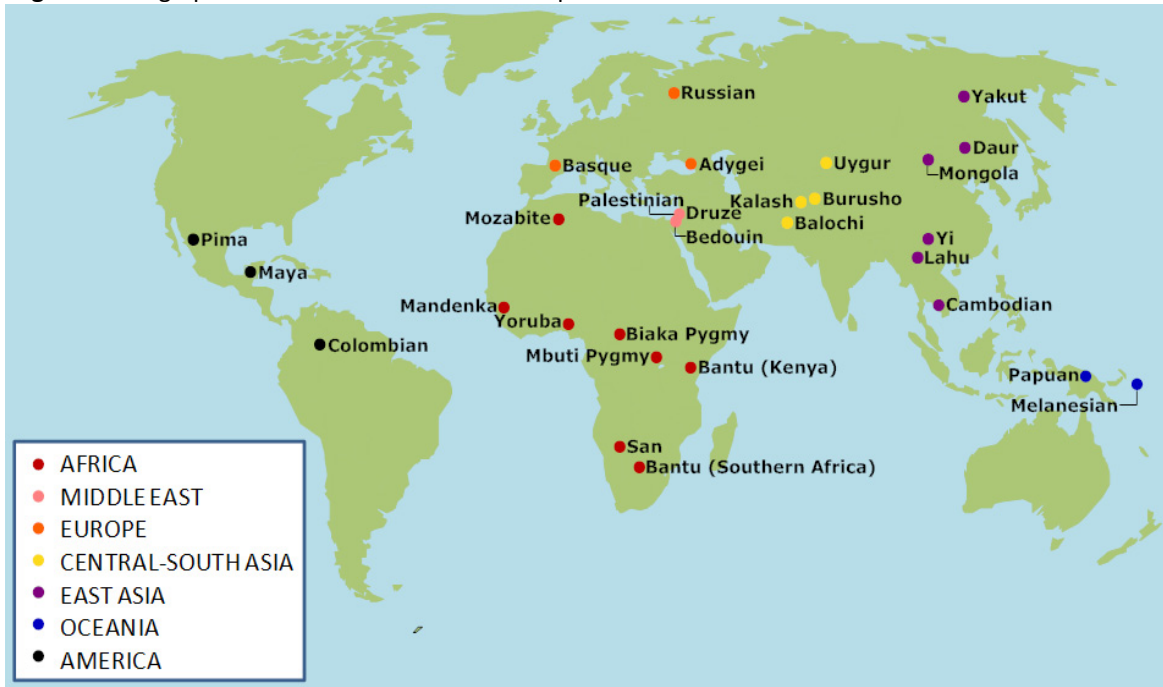 Russian
Yakut
Daur
Mongola
Basque
Adygei
Uygur
Kalash
Burusho
Balochi
Palestinian
Druze
Bedouin
Mozabite
Pima
Maya
Yi
Lahu
Mandenka
Yoruba
Biaka Pygmy
Cambodian
Colombian
Mbuti Pygmy
Bantu (Kenya)
Papuan
Melanesian
San
Bantu (Southern Africa)
AFRICA
MIDDLE EAST
EUROPE
CENTRAL-SOUTH ASIA
EAST ASIA
OCEANIA
AMERICA